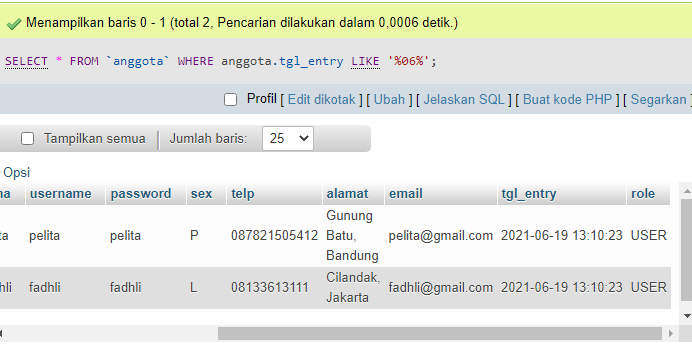 Menampilkan baris 0 - 1 (total 2, Pencarian dilakukan dalam 0,0006 detik.)
SELECT * FROM `anggota` WHERE anggota.tgl_entry LIKE '%06%';
Profil [ Edit dikotak ] [ Ubah ] [ Jelaskan SQL ] [ Buat kode PHP ] [ Segarkan ]
Tampilkan semua | Jumlah baris: 25
Opsi
na username password sex telp alamat email tgl_entry role
ta pelita pelita P 087821505412 Gunung Batu, Bandung pelita@gmail.com 2021-06-19 13:10:23 USER
hli fadhli fadhli L 08133613111 Cilandak, Jakarta fadhli@gmail.com 2021-06-19 13:10:23 USER